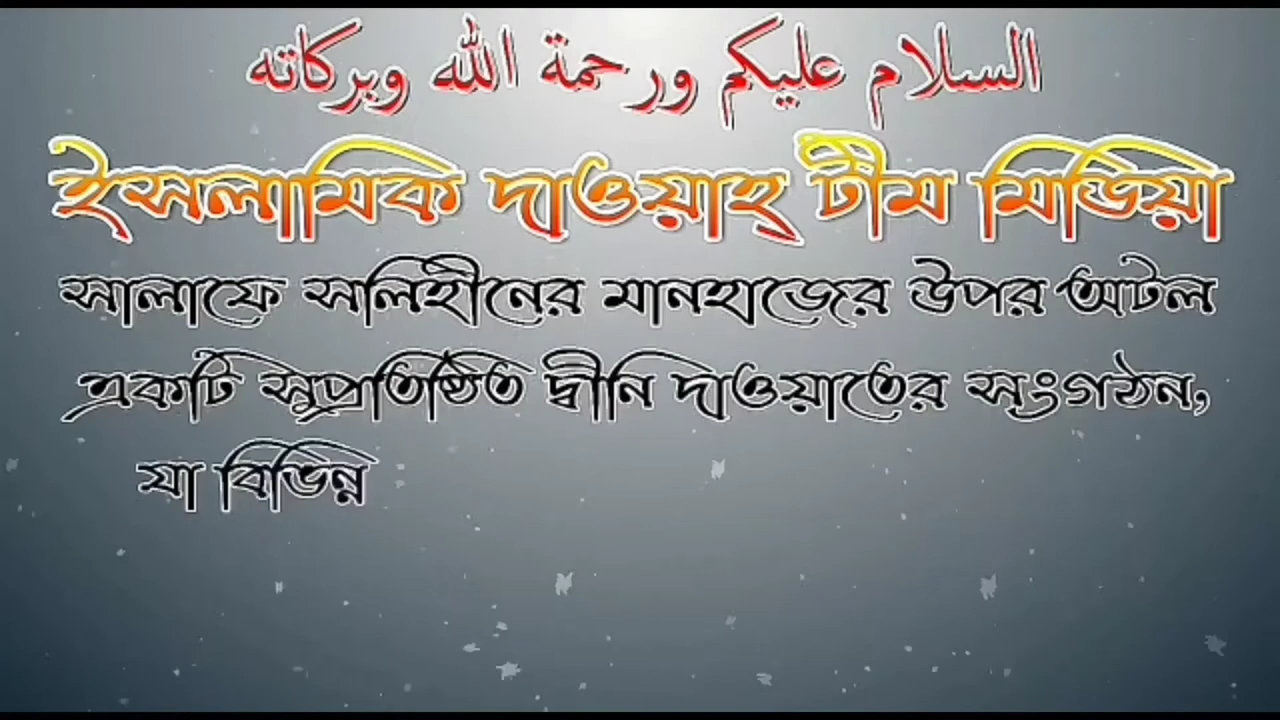 السلام عليكم ورحمة الله وبركاته
ইসলামিক দাওয়াহ্ টীম মিডিয়া
সালাফে সলিহীনের মানহাজের উপর অটল
একটি সুপ্রতিষ্ঠিত দ্বীনি দাওয়াতের সংগঠন,
যা বিভিন্ন